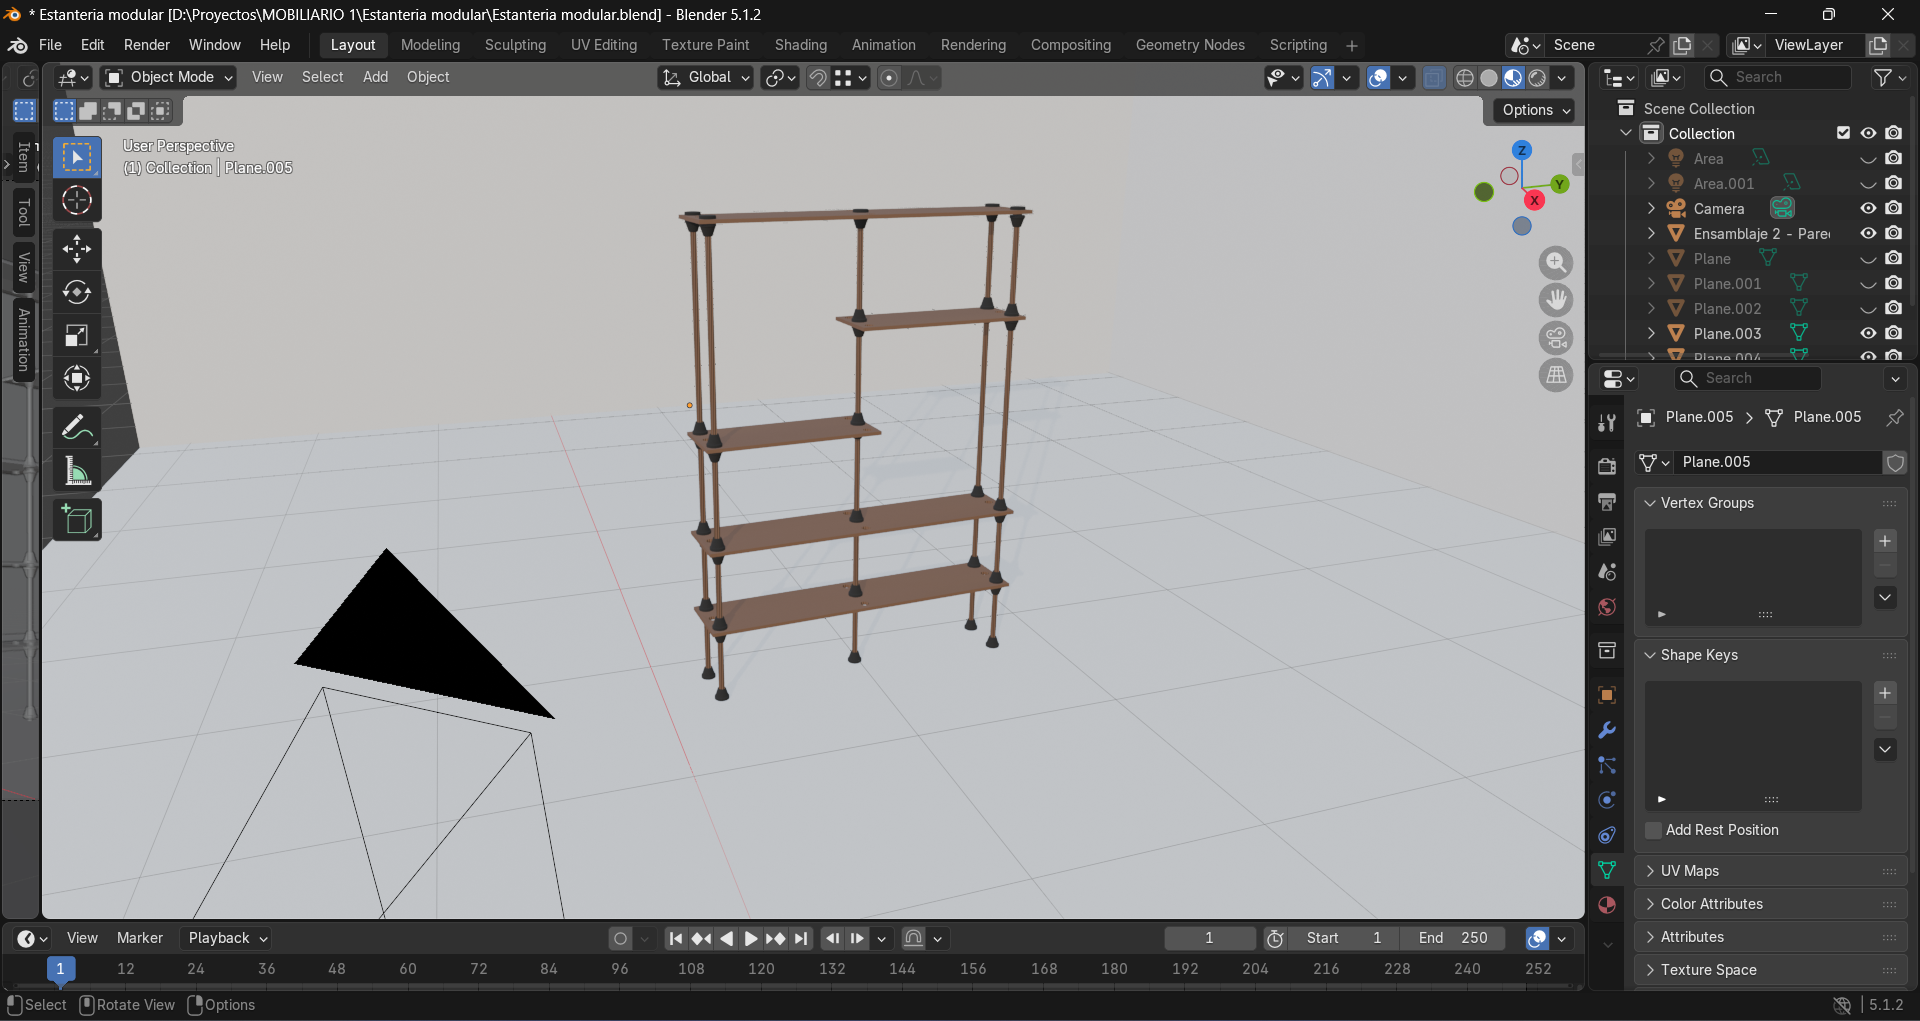 * Estanteria modular [D:\Proyectos\MOBILIARIO 1\Estanteria modular\Estanteria modular.blend] - Blender 5.1.2
File Edit Render Window Help Layout Modeling Sculpting UV Editing Texture Paint Shading Animation Rendering Compositing Geometry Nodes Scripting + Scene ViewLayer
Object Mode View Select Add Object Global Search
Options
User Perspective
(1) Collection | Plane.005
Item
Tool
View
Animation
Z
Y
X
Scene Collection
Collection
Area
Area.001
Camera
Ensamblaje 2 - Pare
Plane
Plane.001
Plane.002
Plane.003
Plane.004
Search
Plane.005 > Plane.005
Plane.005
Vertex Groups
Shape Keys
Add Rest Position
UV Maps
Color Attributes
Attributes
Texture Space
View Marker Playback 1 Start 1 End 250
1 12 24 36 48 60 72 84 96 108 120 132 144 156 168 180 192 204 216 228 240 252
Select Rotate View Options 5.1.2